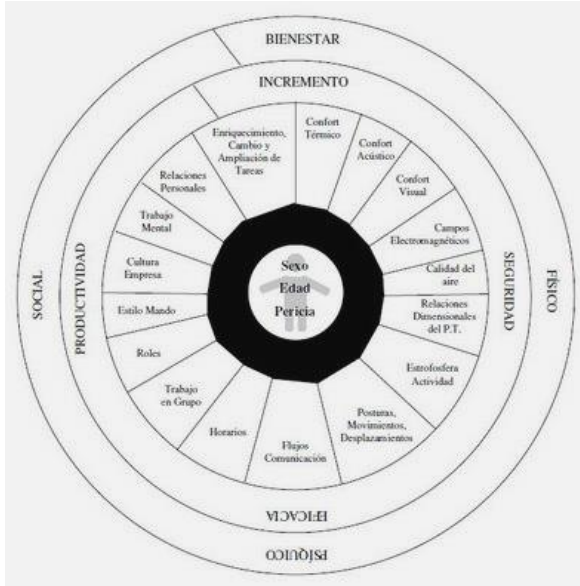 BIENESTAR
INCREMENTO
Enriquecimiento,
Cambio y
Ampliación de
Tareas
Confort
Térmico
Confort
Acústico
Confort
Visual
Campos
Electromagnéticos
Calidad del
aire
Relaciones
Dimensionales
del P.T.
Estrofosfera
Actividad
Posturas,
Movimientos,
Desplazamientos
Flujos
Comunicación
Horarios
Trabajo
en Grupo
Roles
Estilo Mando
Cultura
Empresa
Trabajo
Mental
Relaciones
Personales
Sexo
Edad
Pericia
SEGURIDAD
EFICACIA
PRODUCTIVIDAD
FÍSICO
PSÍQUICO
SOCIAL